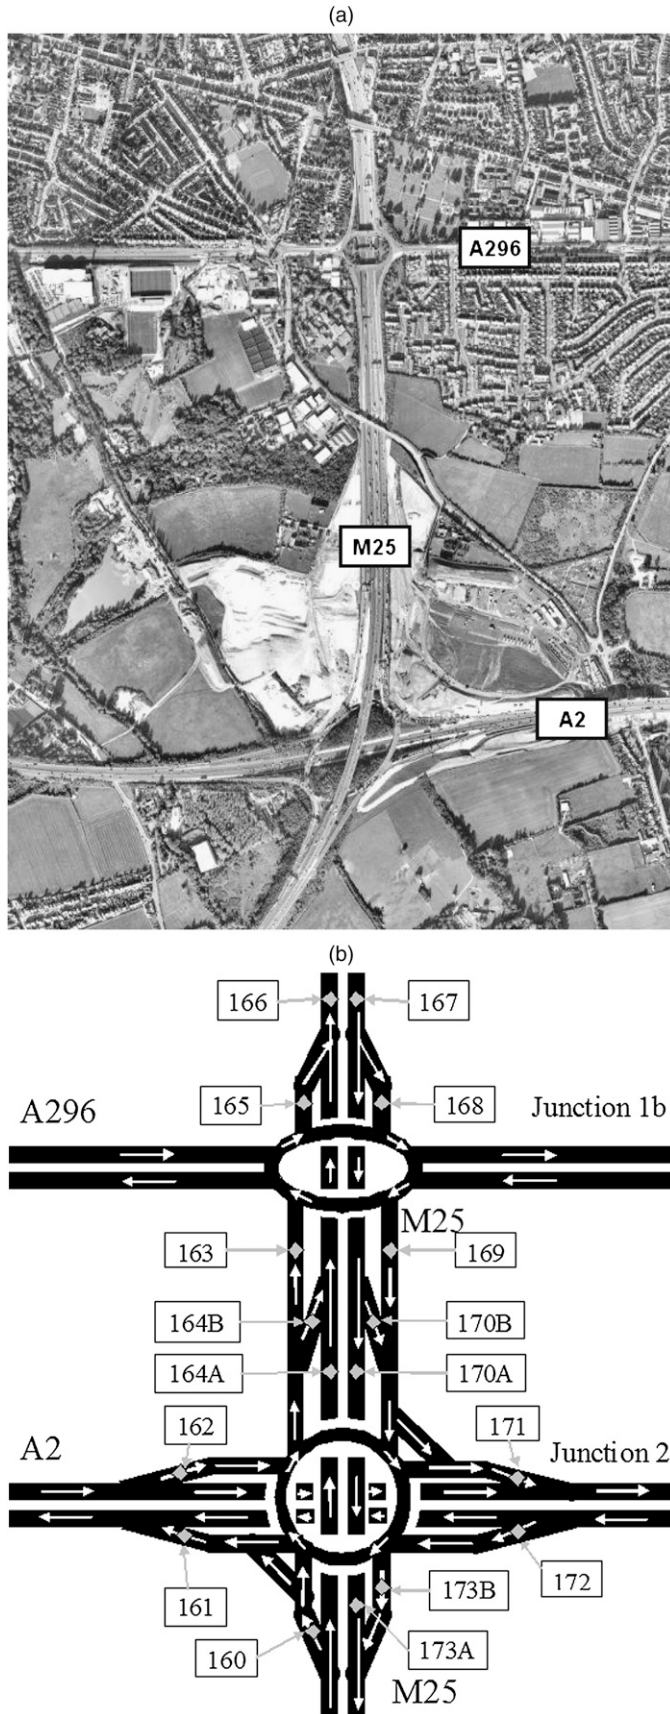 (a)
A296
M25
A2
(b)
166 167
165 168
A296 Junction 1b
M25
163 169
164B 170B
164A 170A
162 171
A2 Junction 2
161 172
173B
160 173A
M25